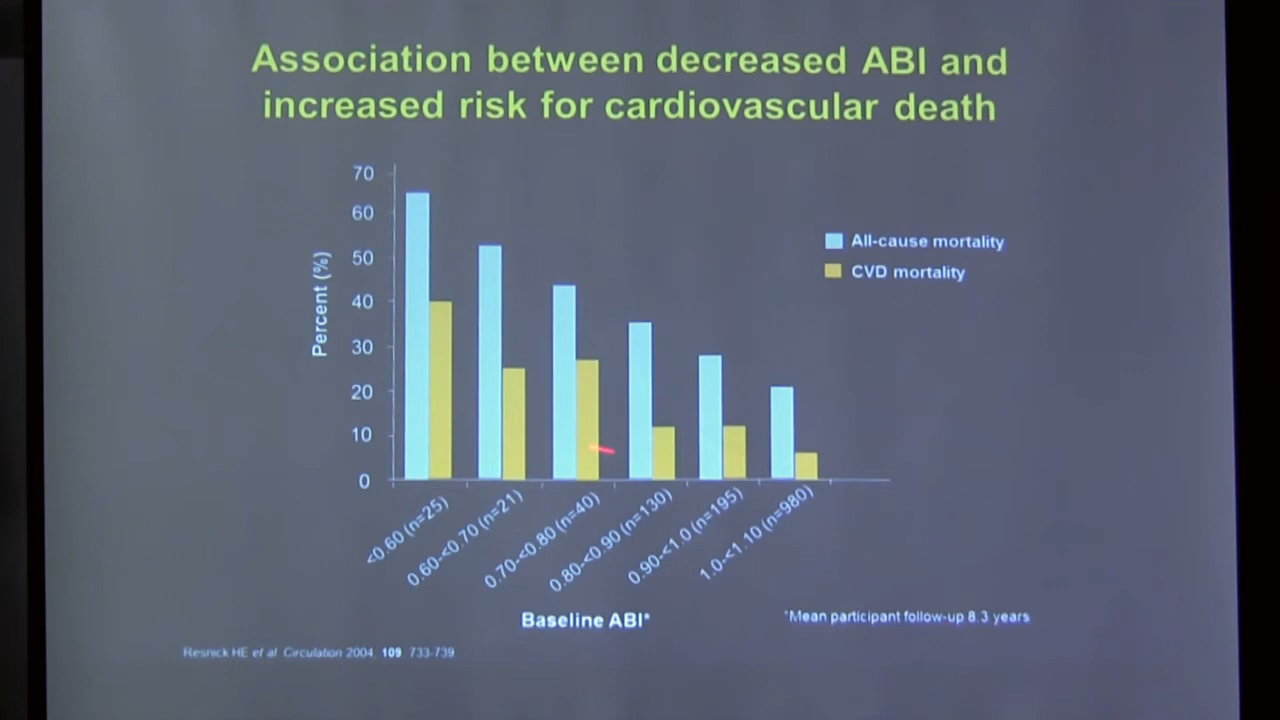 Association between decreased ABI and
increased risk for cardiovascular death
70
60
50
40
30
20
10
0
Percent (%)
All-cause mortality
CVD mortality
<0.60 (n=25)
0.60-<0.70 (n=21)
0.70-<0.80 (n=40)
0.80-<0.90 (n=130)
0.90-<1.0 (n=195)
1.0-<1.10 (n=980)
Baseline ABI*
*Mean participant follow-up 8.3 years
Resnick HE et al Circulation 2004; 109: 733-739